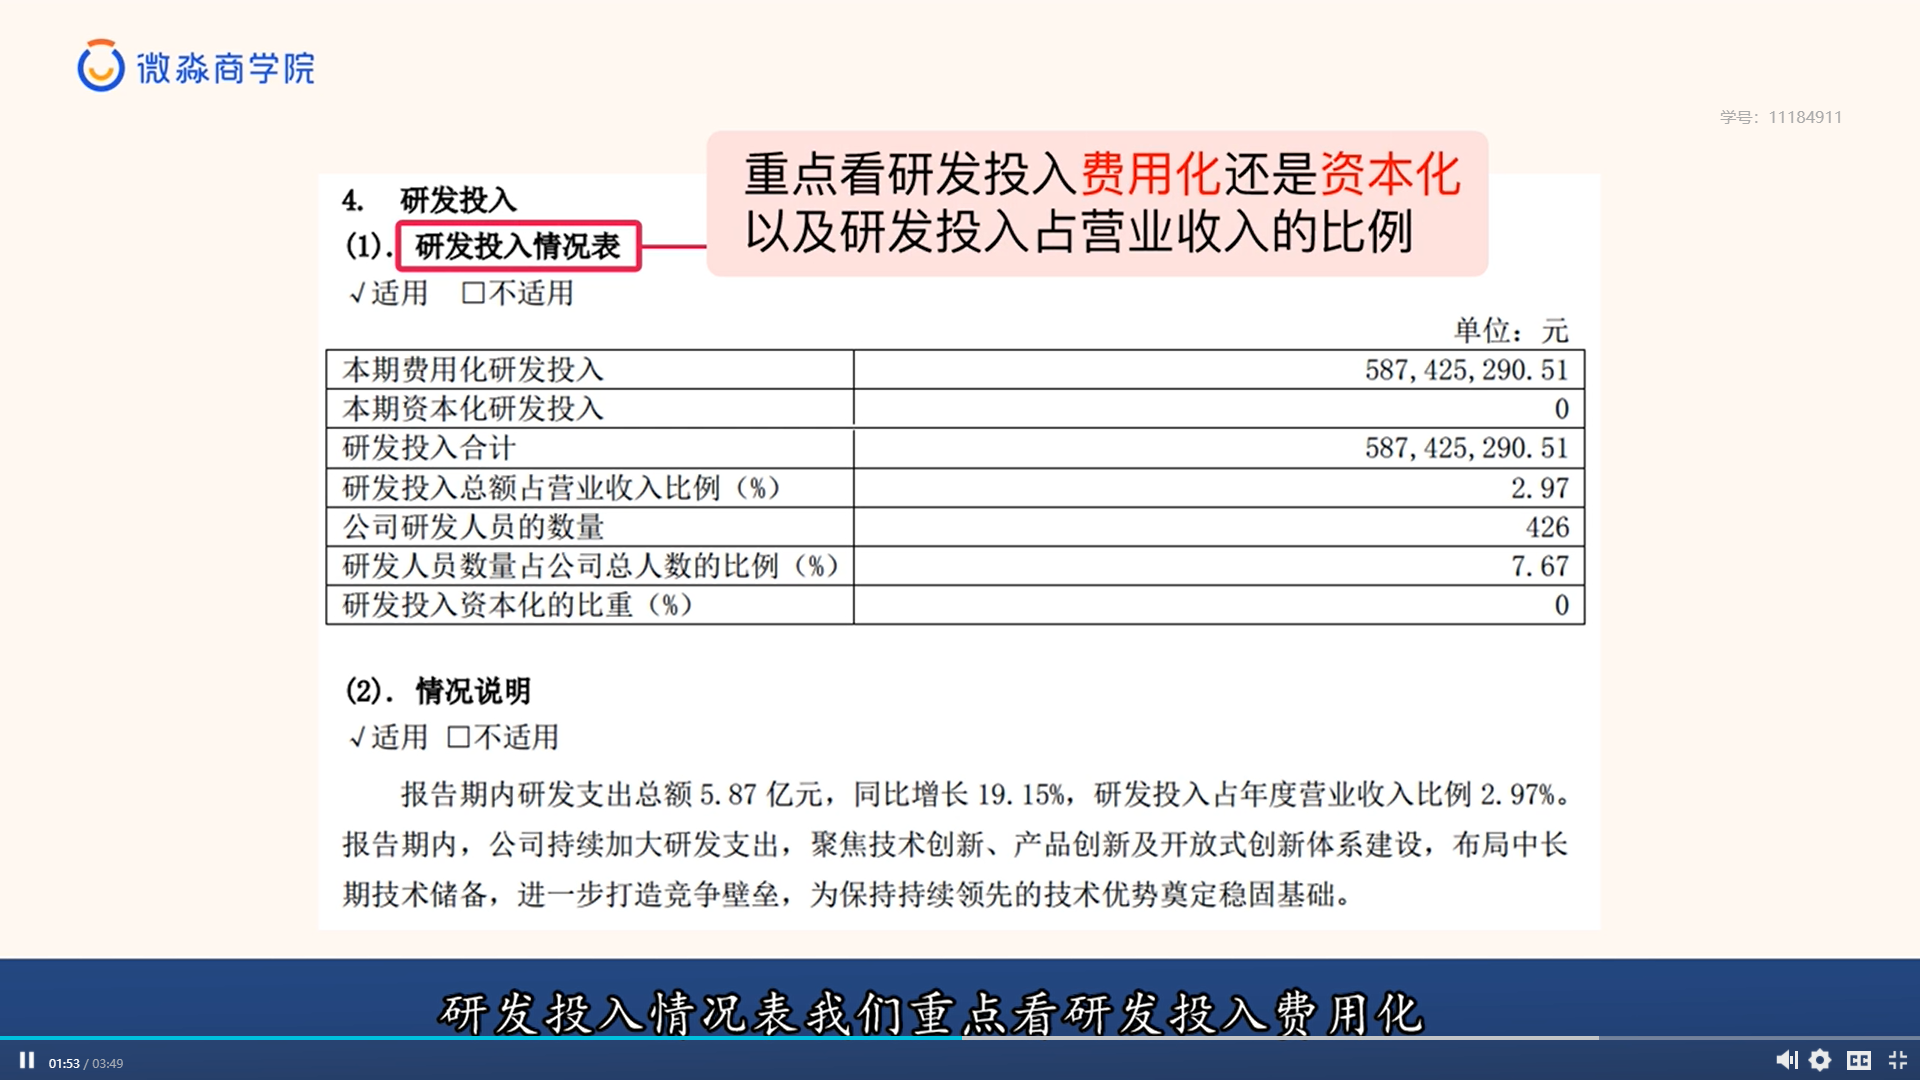 微淼商学院
学号：11184911
重点看研发投入费用化还是资本化
以及研发投入占营业收入的比例
4. 研发投入
(1). 研发投入情况表
√适用 □不适用
单位：元
本期费用化研发投入 587,425,290.51
本期资本化研发投入 0
研发投入合计 587,425,290.51
研发投入总额占营业收入比例（%） 2.97
公司研发人员的数量 426
研发人员数量占公司总人数的比例（%） 7.67
研发投入资本化的比重（%） 0
(2). 情况说明
√适用 □不适用
报告期内研发支出总额 5.87 亿元，同比增长 19.15%，研发投入占年度营业收入比例 2.97%。
报告期内，公司持续加大研发支出，聚焦技术创新、产品创新及开放式创新体系建设，布局中长
期技术储备，进一步打造竞争壁垒，为保持持续领先的技术优势奠定稳固基础。
研发投入情况表我们重点看研发投入费用化
01:53 / 03:49
CC